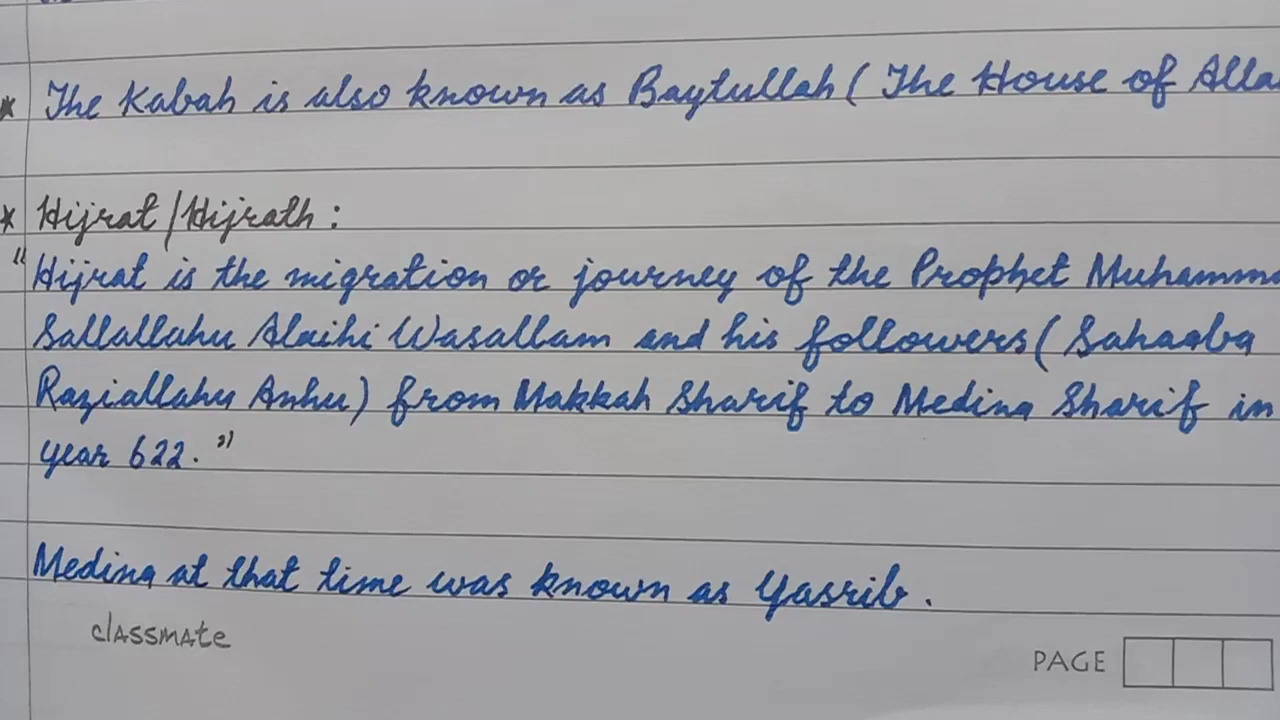 * The Kabah is also known as Baytullah ( The House of Alla
* Hijrat / Hijrath :
"Hijrat is the migration or journey of the Prophet Muhamm
Sallallahu Alaihi Wasallam and his followers ( Sahaaba
Raziallahu Anhu) from Makkah Sharif to Medina Sharif in
year 622."
Medina at that time was known as Yasrib.
classmate
PAGE